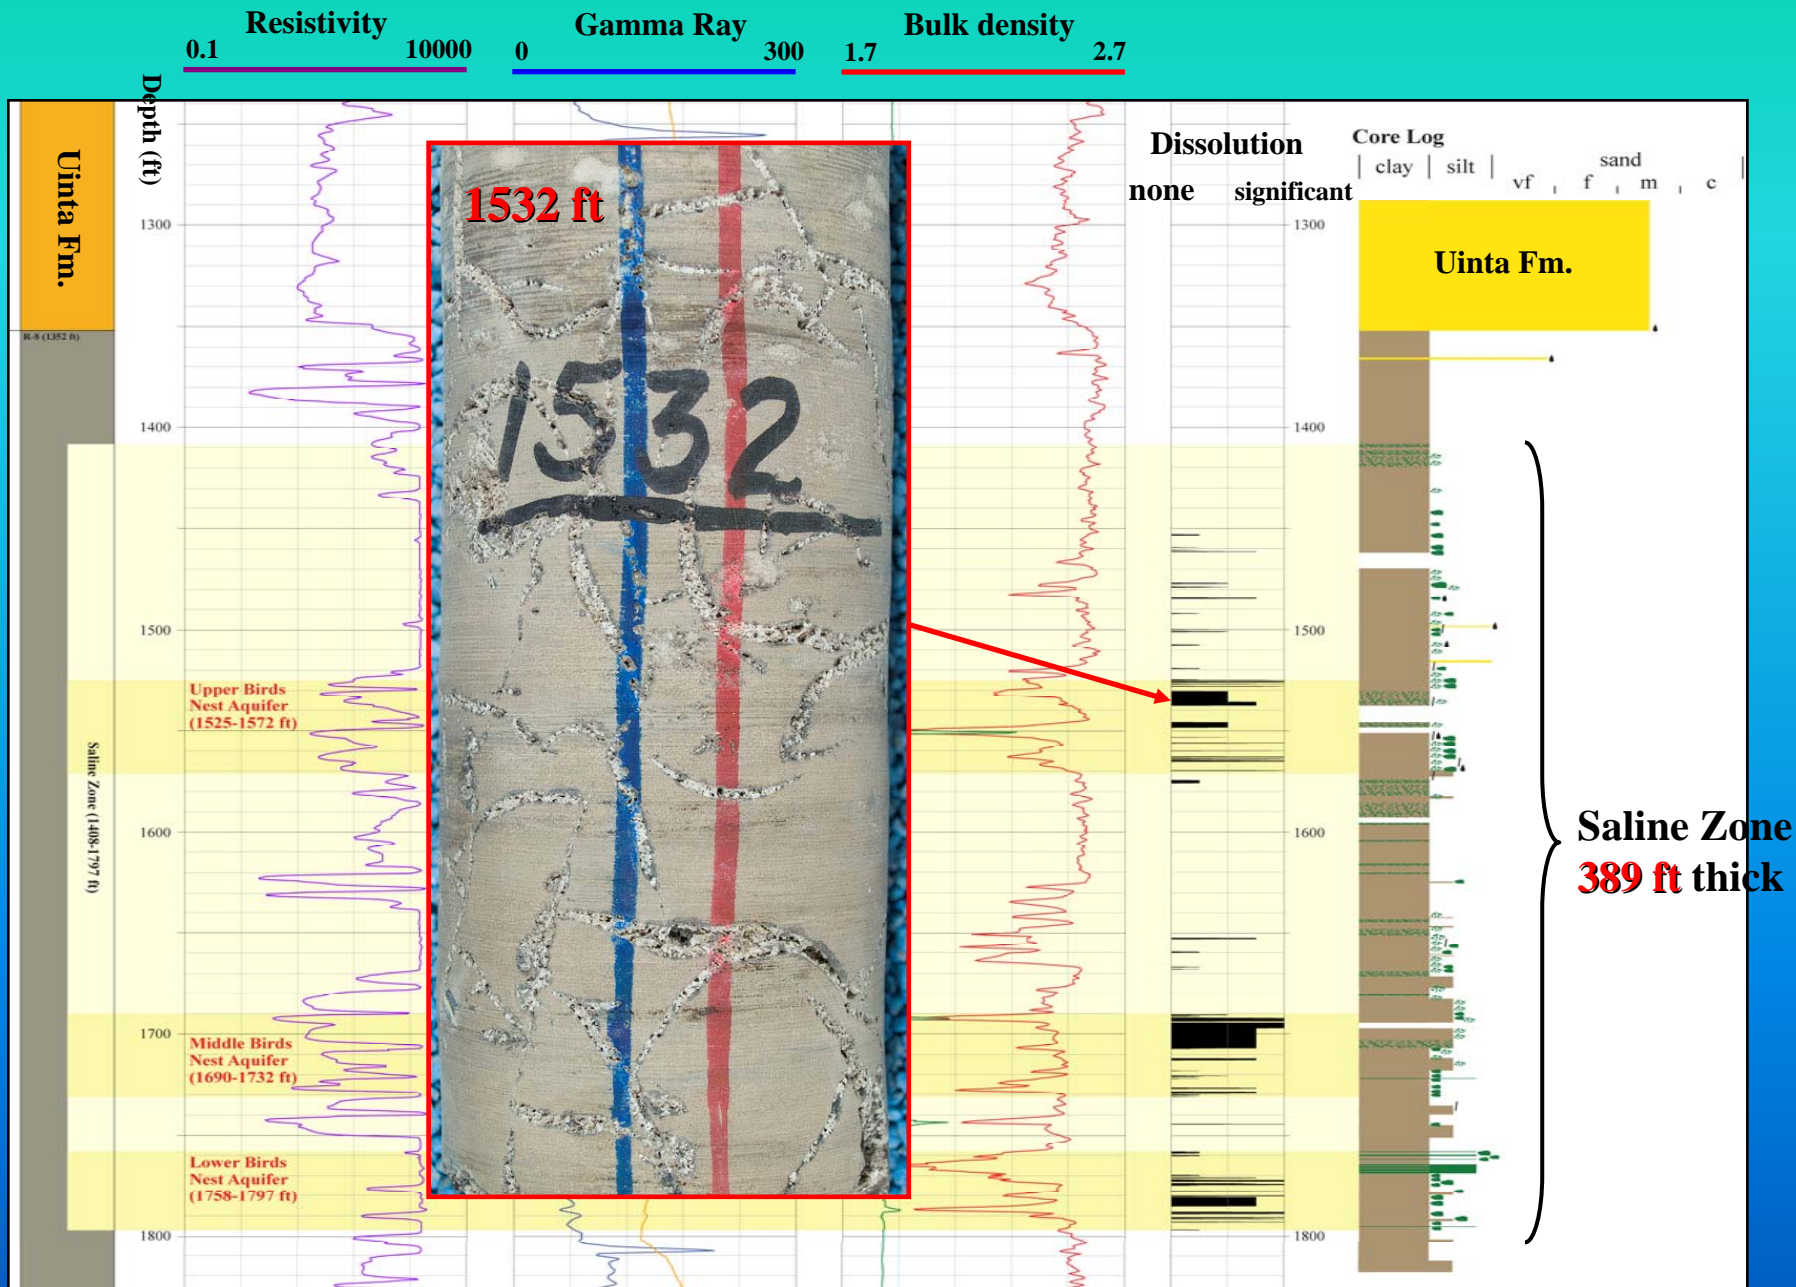 Resistivity
0.1 10000
Gamma Ray
0 300
Bulk density
1.7 2.7
Depth (ft)
Uinta Fm.
R-8 (1352 ft)
Saline Zone (1408-1797 ft)
1300
1400
1500
1600
1700
1800
Upper Birds
Nest Aquifer
(1525-1572 ft)
Middle Birds
Nest Aquifer
(1690-1732 ft)
Lower Birds
Nest Aquifer
(1758-1797 ft)
1532 ft
1532
Dissolution
none significant
1300
1400
1500
1600
1700
1800
Core Log
clay silt sand
vf f m c
Uinta Fm.
Saline Zone
389 ft thick